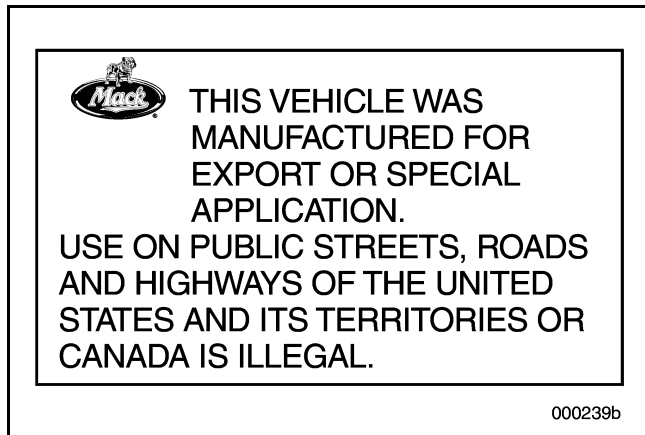 Mack
THIS VEHICLE WAS
MANUFACTURED FOR
EXPORT OR SPECIAL
APPLICATION.
USE ON PUBLIC STREETS, ROADS
AND HIGHWAYS OF THE UNITED
STATES AND ITS TERRITORIES OR
CANADA IS ILLEGAL.
000239b